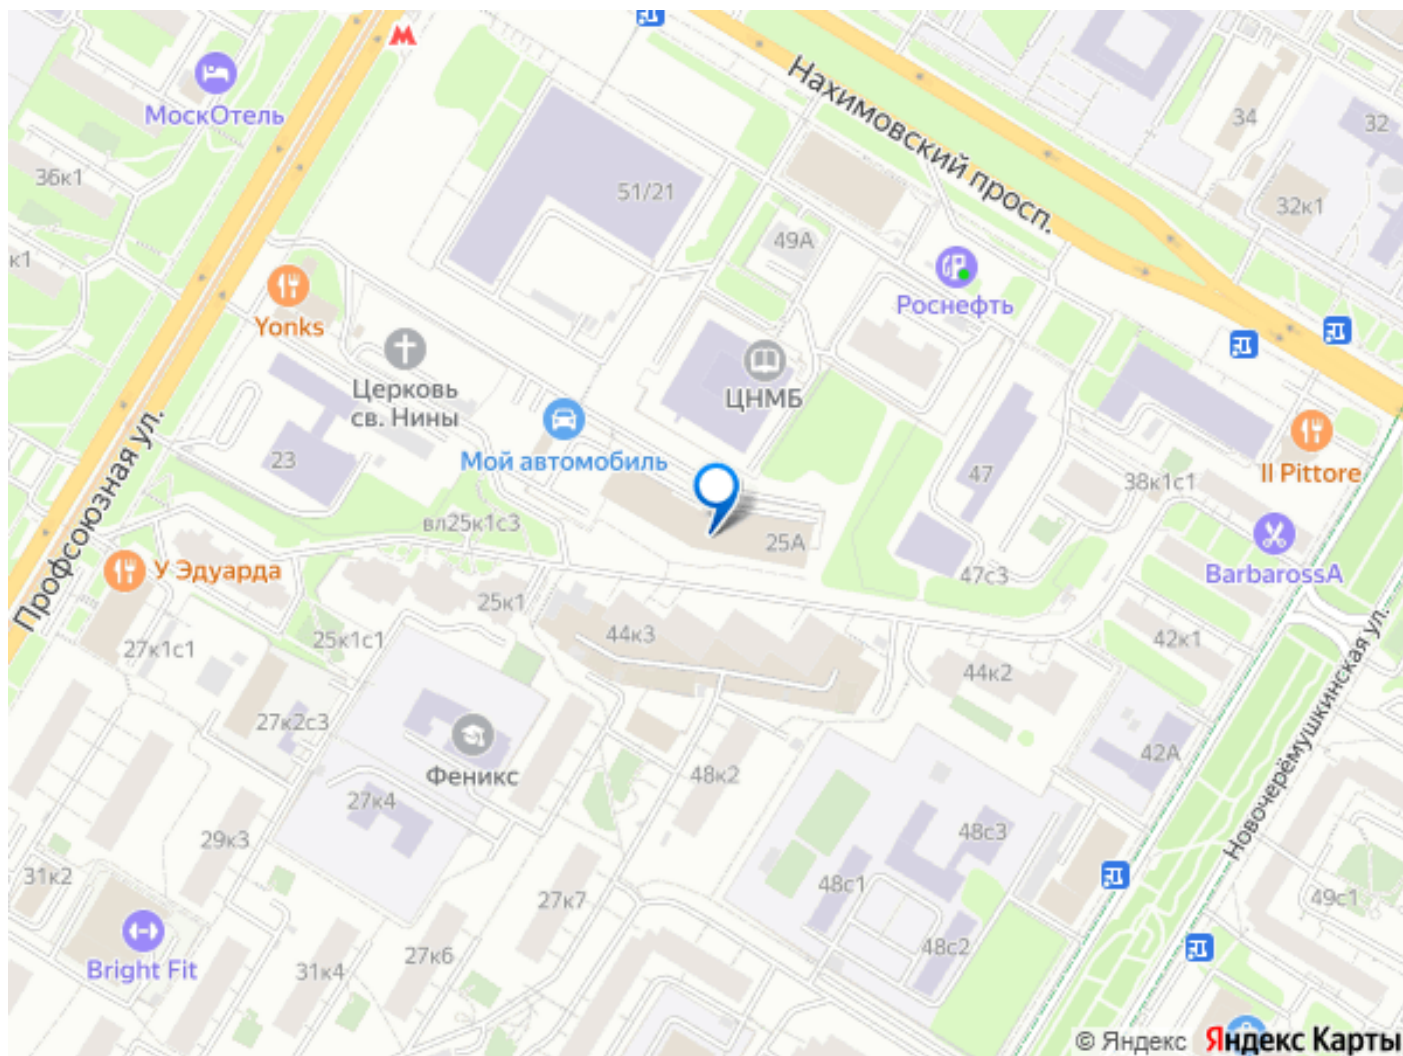 МоскОтель
Нахимовский просп.
34
32
36к1
51/21
32к1
49А
к1
Роснефть
Yonks
Церковь
св. Нины
ЦНМБ
Мой автомобиль
23
47
38к1с1
Il Pittore
Профсоюзная ул.
вл25к1с3
25А
BarbarossA
У Эдуарда
47с3
25к1
44к3
25к1с1
27к1с1
42к1
44к2
27к2с3
42А
Новочерёмушкинская ул.
Феникс
48к2
27к4
29к3
48с3
31к2
48с1
49с1
27к7
48с2
27к6
31к4
Bright Fit
© Яндекс Яндекс Карты